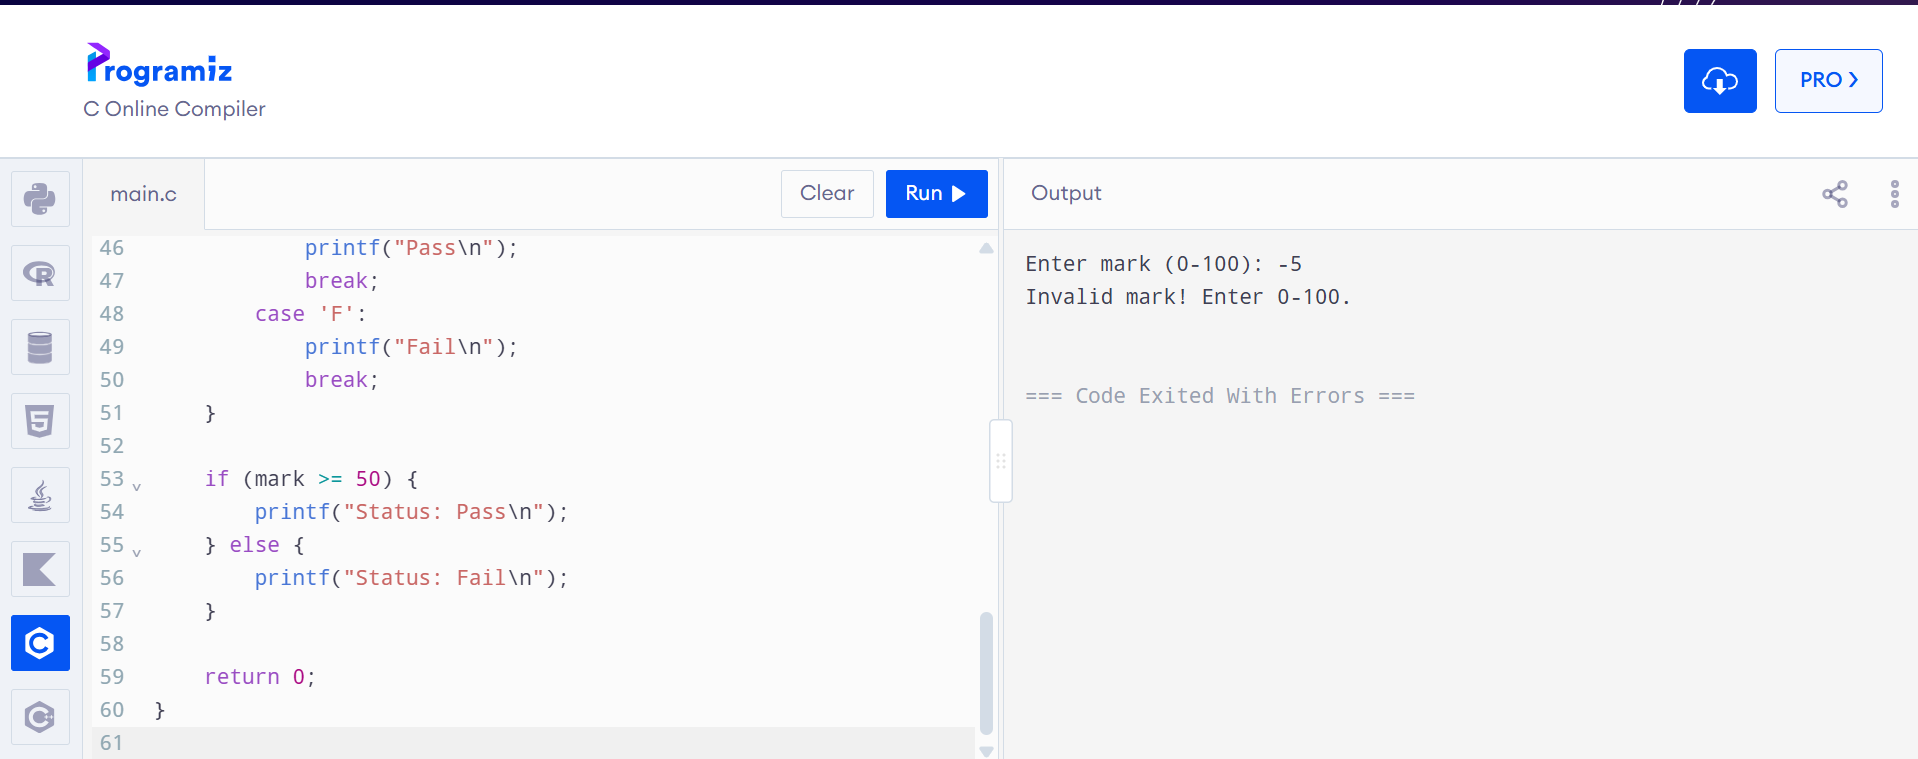 Programiz
C Online Compiler
PRO
main.c
Clear
Run
Output
46 printf("Pass\n");
47 break;
48 case 'F':
49 printf("Fail\n");
50 break;
51 }
52
53 if (mark >= 50) {
54 printf("Status: Pass\n");
55 } else {
56 printf("Status: Fail\n");
57 }
58
59 return 0;
60 }
61
Enter mark (0-100): -5
Invalid mark! Enter 0-100.
=== Code Exited With Errors ===